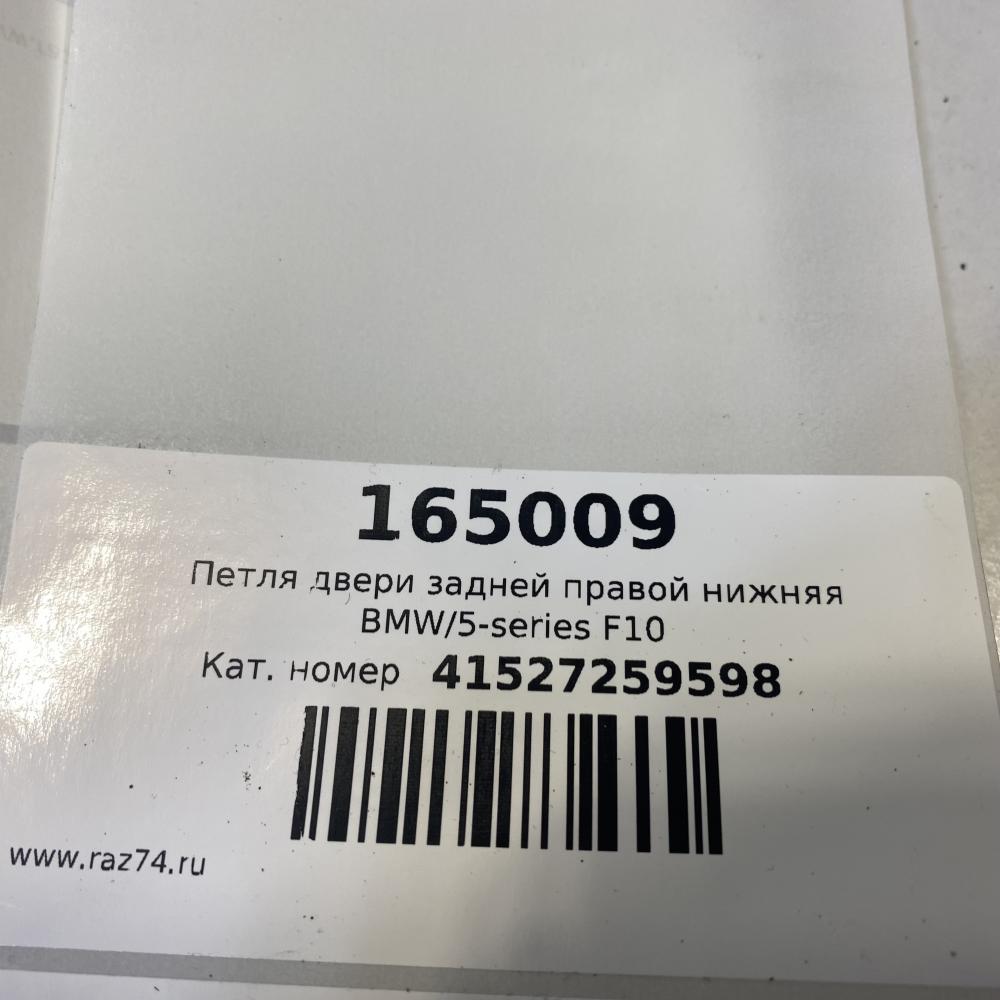 165009
Петля двери задней правой нижняя
BMW/5-series F10
Кат. номер 41527259598
www.raz74.ru